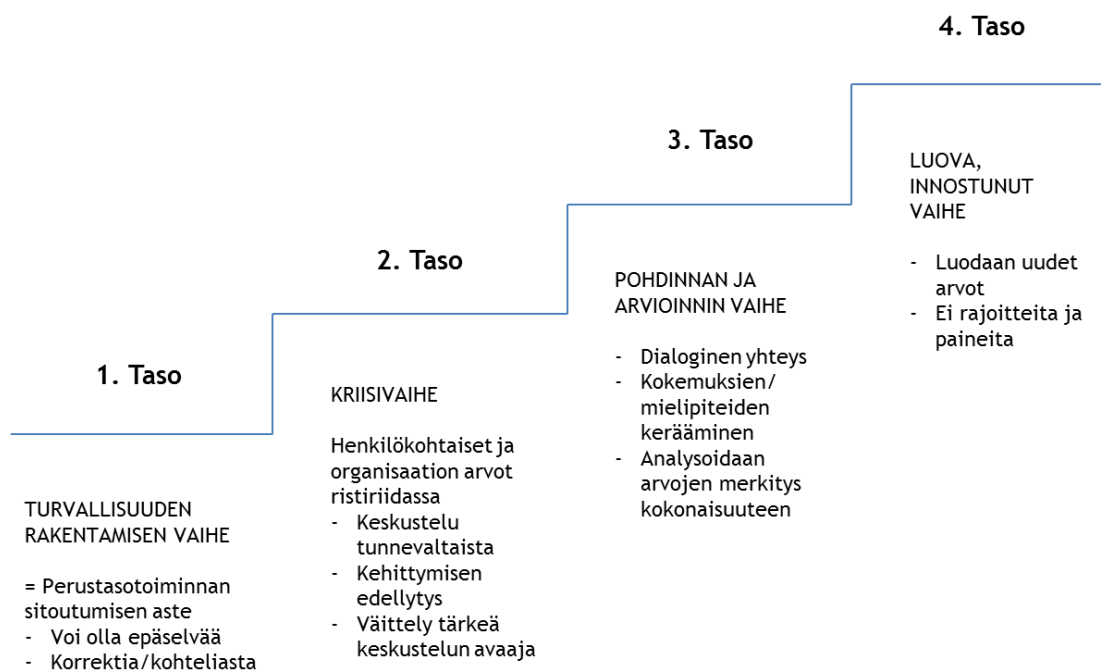 1. Taso
TURVALLISUUDEN
RAKENTAMISEN VAIHE
= Perustasotoiminnan
sitoutumisen aste
- Voi olla epäselvää
- Korrektia/kohteliasta
2. Taso
KRIISIVAIHE
Henkilökohtaiset ja
organisaation arvot
ristiriidassa
- Keskustelu
tunnevaltaista
- Kehittymisen
edellytys
- Väittely tärkeä
keskustelun avaaja
3. Taso
POHDINNAN JA
ARVIOINNIN VAIHE
- Dialoginen yhteys
- Kokemuksien/
mielipiteiden
kerääminen
- Analysoidaan
arvojen merkitys
kokonaisuuteen
4. Taso
LUOVA,
INNOSTUNUT
VAIHE
- Luodaan uudet
arvot
- Ei rajoitteita ja
paineita